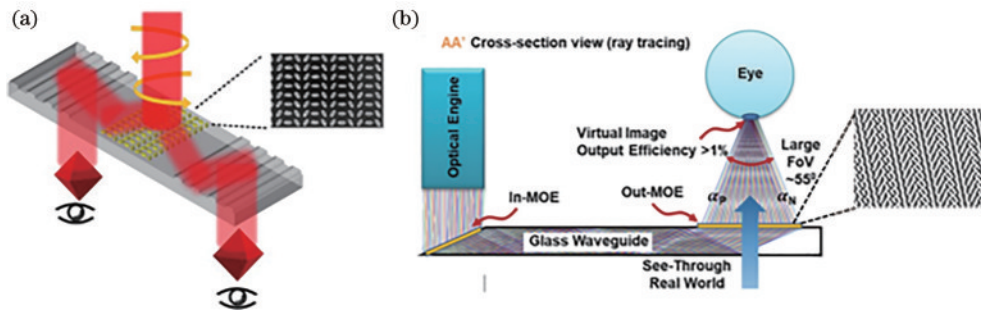 (a)
(b)
AA' Cross-section view (ray tracing)
Optical Engine
Eye
Virtual Image
Output Efficiency >1%
Large
FoV
~55⁰
In-MOE
Out-MOE
αP
αN
Glass Waveguide
See-Through
Real World